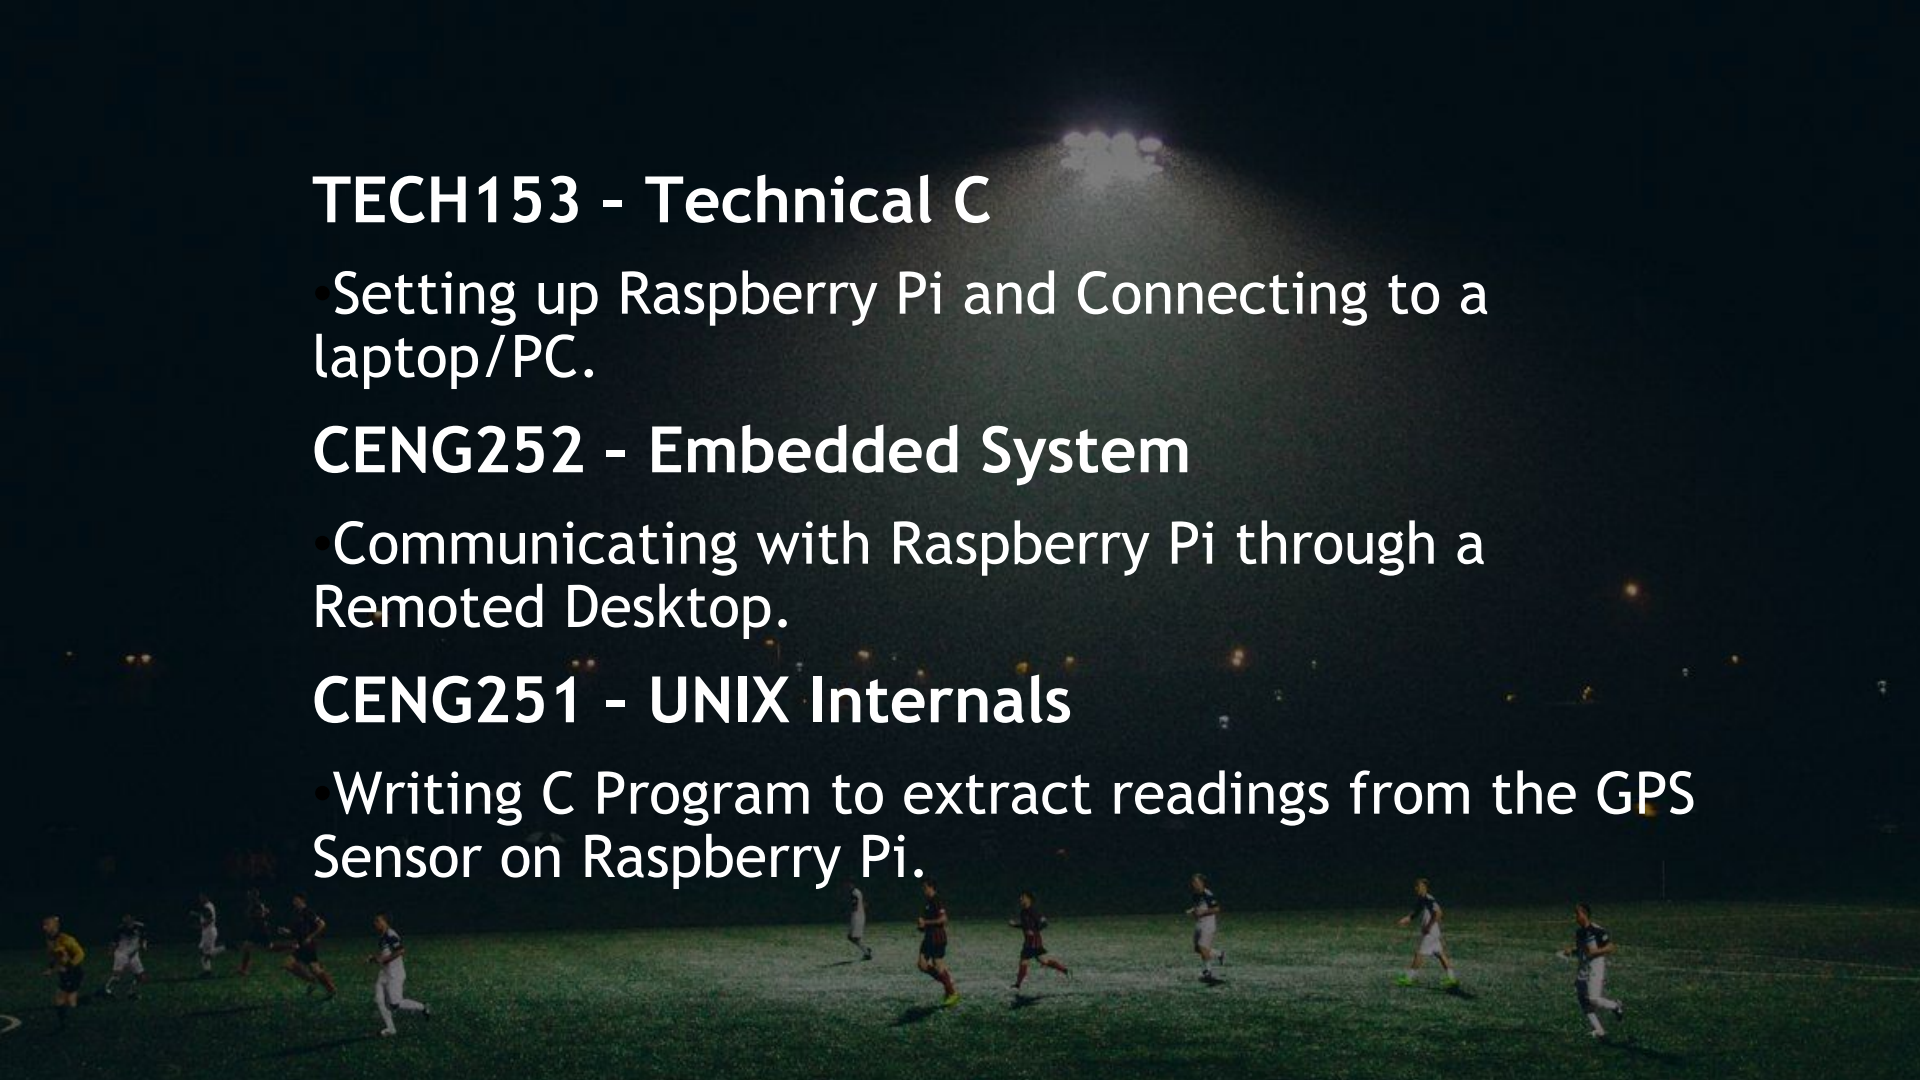 TECH153 – Technical C
•Setting up Raspberry Pi and Connecting to a
laptop/PC.
CENG252 – Embedded System
•Communicating with Raspberry Pi through a
Remoted Desktop.
CENG251 – UNIX Internals
•Writing C Program to extract readings from the GPS
Sensor on Raspberry Pi.